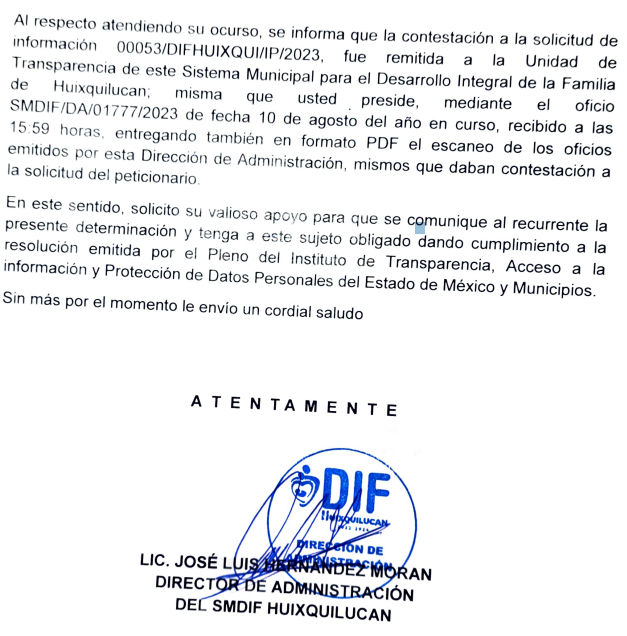 Al respecto atendiendo su ocurso, se informa que la contestación a la solicitud de
información 00053/DIFHUIXQUI/IP/2023, fue remitida a la Unidad de
Transparencia de este Sistema Municipal para el Desarrollo Integral de la Familia
de Huixquilucan; misma que usted preside, mediante el oficio
SMDIF/DA/01777/2023 de fecha 10 de agosto del año en curso, recibido a las
15:59 horas, entregando también en formato PDF el escaneo de los oficios
emitidos por esta Dirección de Administración, mismos que daban contestación a
la solicitud del peticionario.
En este sentido, solicito su valioso apoyo para que se comunique al recurrente la
presente determinación y tenga a este sujeto obligado dando cumplimiento a la
resolución emitida por el Pleno del Instituto de Transparencia, Acceso a la
información y Protección de Datos Personales del Estado de México y Municipios.
Sin más por el momento le envío un cordial saludo
A T E N T A M E N T E
DIF
HUIXQUILUCAN
DIRECCIÓN DE
ADMINISTRACIÓN
LIC. JOSÉ LUIS HERNÁNDEZ MORAN
DIRECTOR DE ADMINISTRACIÓN
DEL SMDIF HUIXQUILUCAN